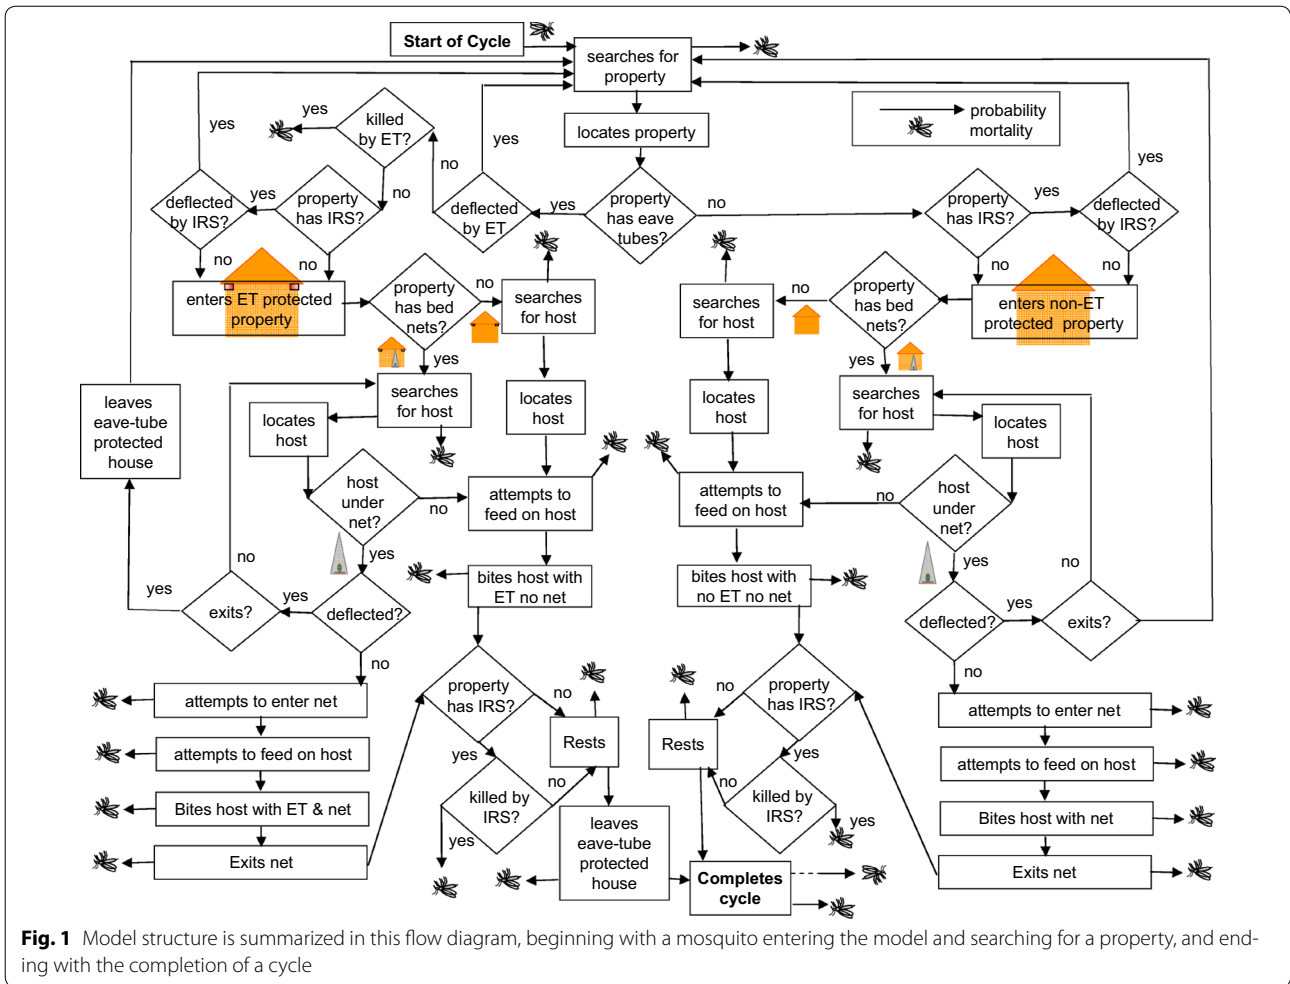 Start of Cycle
searches for
property
probability
mortality
locates property
killed
by ET?
yes
no
yes
yes
no
deflected
by IRS?
yes
property
has IRS?
deflected
by ET
yes
property
has eave
tubes?
no
property
has IRS?
yes
deflected
by IRS?
yes
no
no
no
no
enters ET protected
property
property
has bed
nets?
no
searches
for host
searches
for host
no
property
has bed
nets?
enters non-ET
protected property
yes
yes
leaves
eave-tube
protected
house
locates
host
searches
for host
locates
host
locates
host
searches
for host
locates
host
host
under
net?
no
attempts to
feed on host
attempts to
feed on host
no
host
under
net?
yes
no
yes
no
yes
exits?
yes
deflected?
bites host with
ET no net
bites host with
no ET no net
deflected?
yes
exits?
no
no
attempts to enter net
attempts to feed on host
Bites host with ET & net
Exits net
property
has IRS?
no
yes
Rests
killed by
IRS?
no
yes
leaves
eave-tube
protected
house
Rests
no
property
has IRS?
yes
killed by
IRS?
no
yes
Completes
cycle
attempts to enter net
attempts to feed on host
Bites host with net
Exits net
Fig. 1 Model structure is summarized in this flow diagram, beginning with a mosquito entering the model and searching for a property, and end-
ing with the completion of a cycle